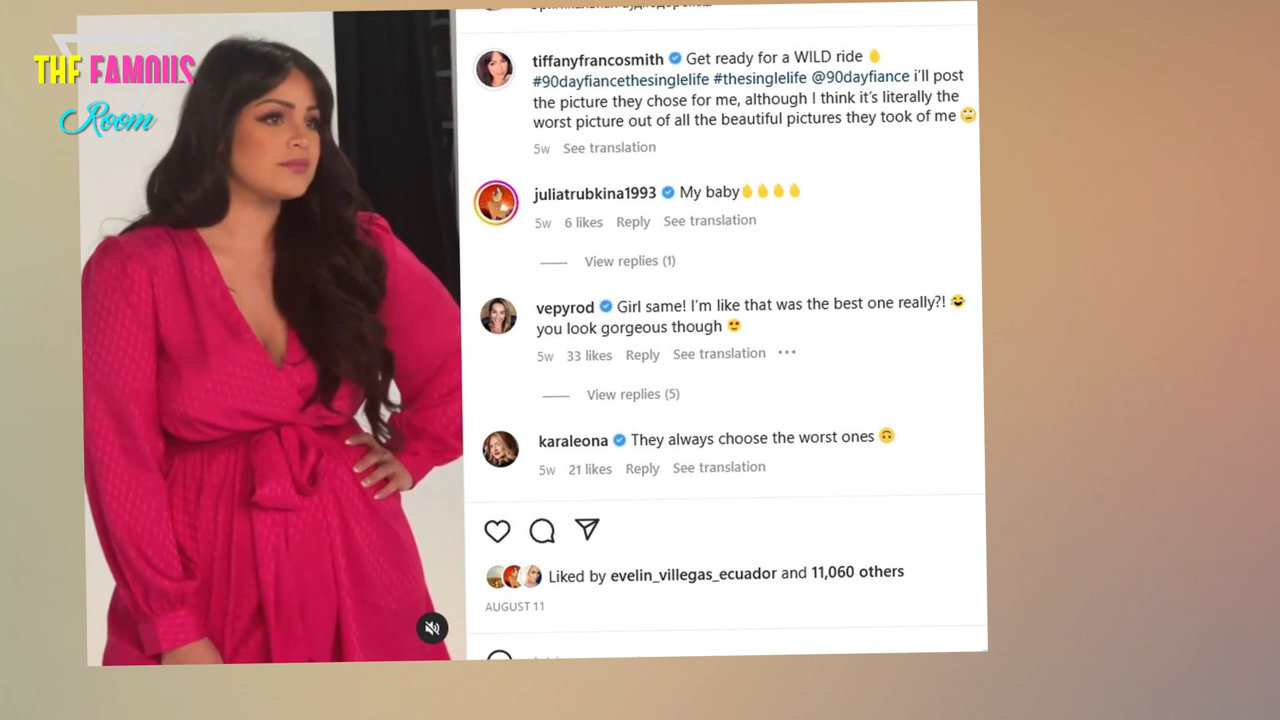 THE FAMOUS
Room
tiffanyfrancosmith Get ready for a WILD ride
#90dayfiancethesinglelife #thesinglelife @90dayfiance i'll post
the picture they chose for me, although I think it's literally the
worst picture out of all the beautiful pictures they took of me 🙄
5w See translation
juliatrubkina1993 My baby
5w 6 likes Reply See translation
View replies (1)
vepyrod Girl same! I'm like that was the best one really?! 😂
you look gorgeous though 😍
5w 33 likes Reply See translation •••
View replies (5)
karaleona They always choose the worst ones 🙃
5w 21 likes Reply See translation
Liked by evelin_villegas_ecuador and 11,060 others
AUGUST 11